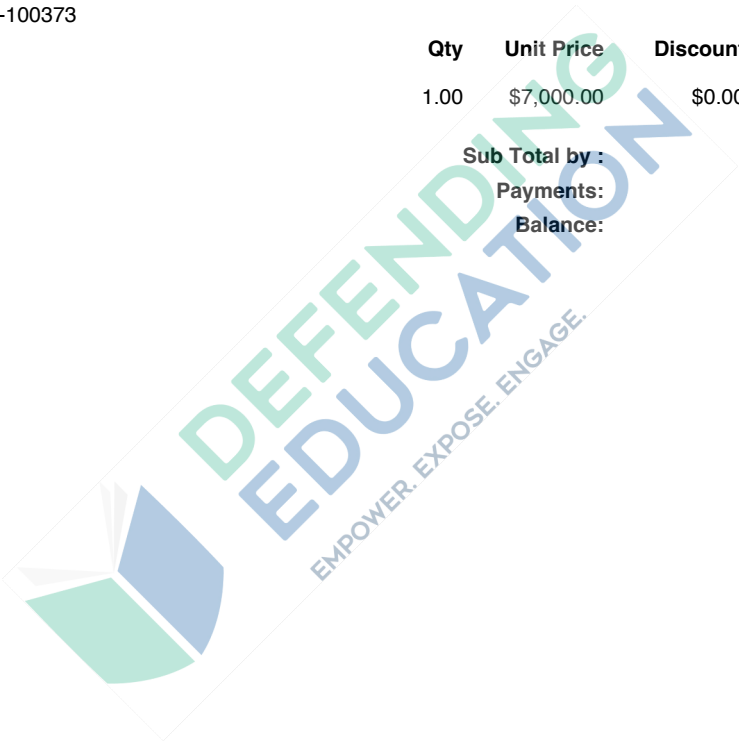 -100373
Qty Unit Price Discount
1.00 $7,000.00 $0.00
Sub Total by :
Payments:
Balance:
DEFENDING
EDUCATION
EMPOWER. EXPOSE. ENGAGE.